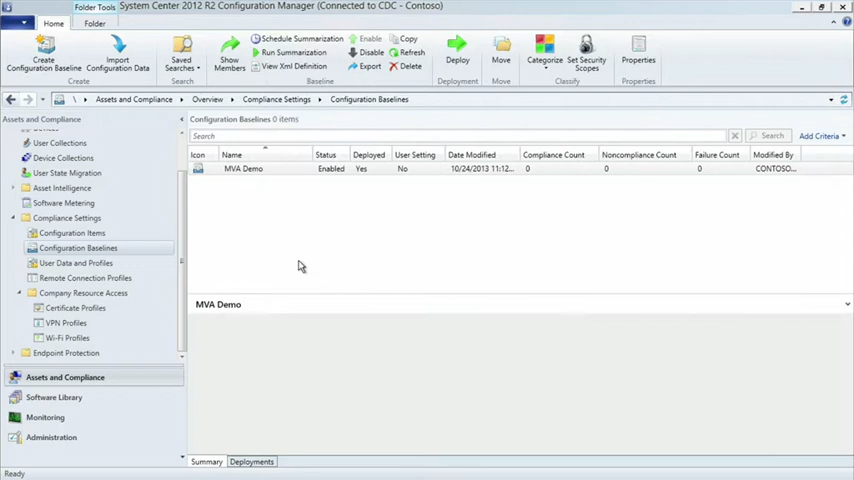 Folder Tools
System Center 2012 R2 Configuration Manager (Connected to CDC - Contoso)
Home
Folder
Create
Configuration Baseline
Import
Configuration Data
Create
Saved
Searches
Search
Show
Members
Schedule Summarization
Run Summarization
View Xml Definition
Enable
Disable
Export
Copy
Refresh
Delete
Baseline
Deploy
Deployment
Move
Move
Categorize
Set Security
Scopes
Classify
Properties
Properties
\ Assets and Compliance Overview Compliance Settings Configuration Baselines
Assets and Compliance
User Collections
Device Collections
User State Migration
Asset Intelligence
Software Metering
Compliance Settings
Configuration Items
Configuration Baselines
User Data and Profiles
Remote Connection Profiles
Company Resource Access
Certificate Profiles
VPN Profiles
Wi-Fi Profiles
Endpoint Protection
Assets and Compliance
Software Library
Monitoring
Administration
Configuration Baselines 0 items
Search
Search
Add Criteria
Icon Name Status Deployed User Setting Date Modified Compliance Count Noncompliance Count Failure Count Modified By
MVA Demo Enabled Yes No 10/24/2013 11:12... 0 0 0 CONTOSO...
MVA Demo
Summary Deployments
Ready